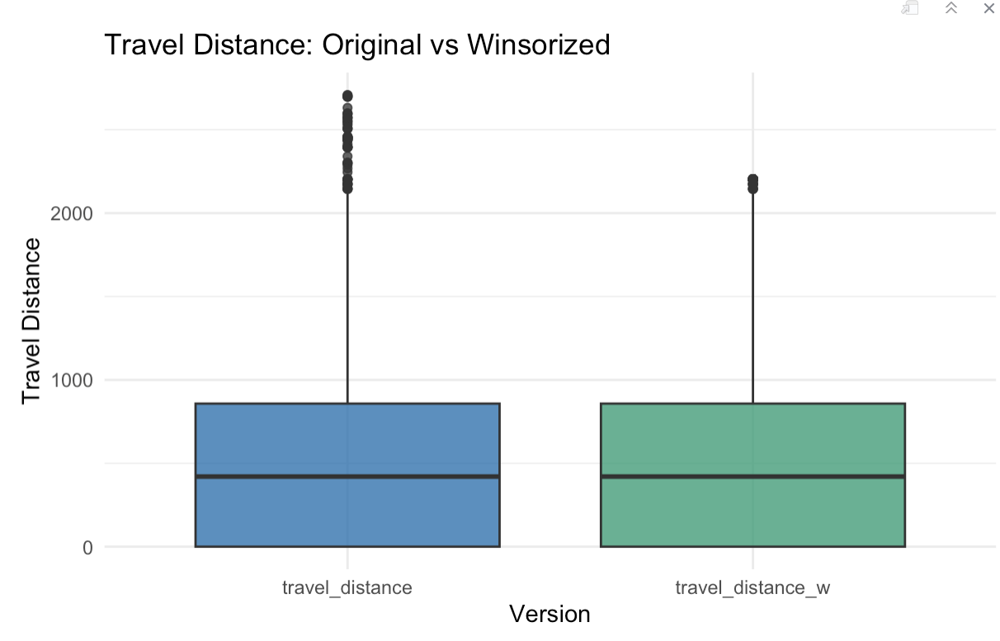 Travel Distance: Original vs Winsorized
Travel Distance
2000
1000
0
travel_distance
travel_distance_w
Version